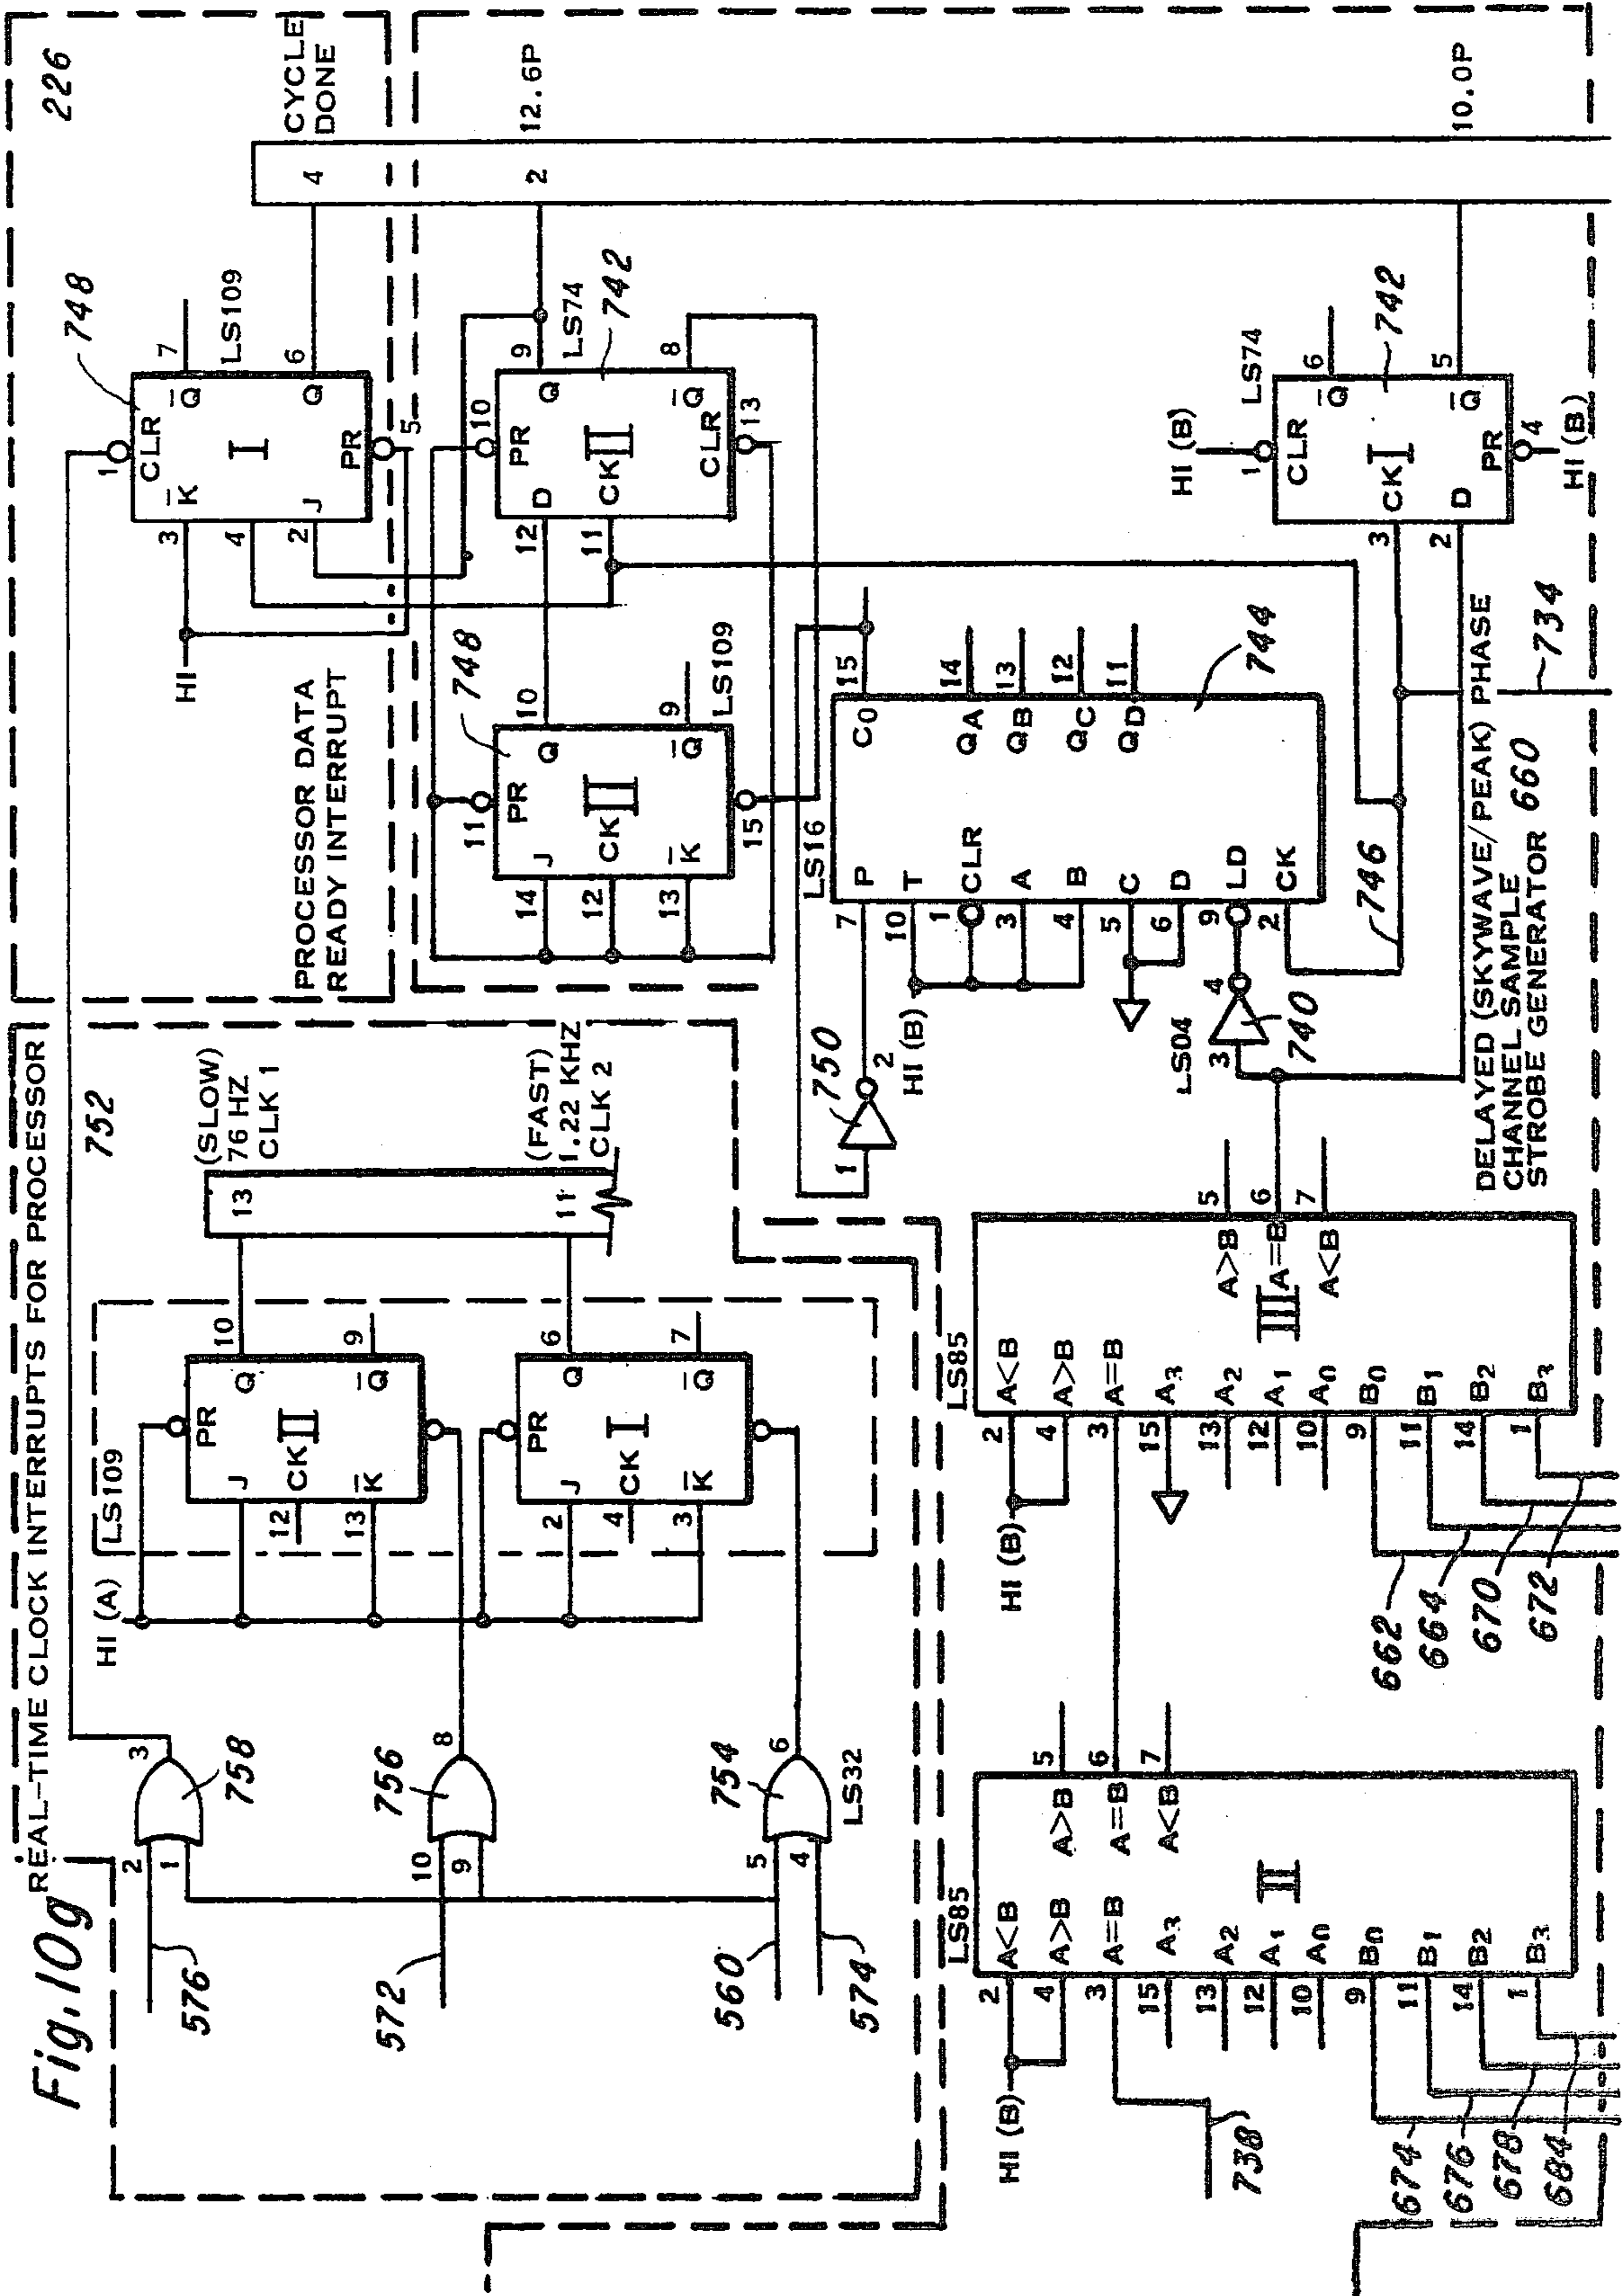 Fig.10g
REAL-TIME CLOCK INTERRUPTS FOR PROCESSOR
752
576
2
1
3
758
572
10
9
8
756
560
574
5
4
6
754
LS32
HI (A)
LS109
PR
J
CK II
K̅
Q
Q̅
12
13
10
9
PR
J
CK I
K̅
Q
Q̅
2
4
3
6
7
13
11
(SLOW)
76 HZ
CLK 1
(FAST)
1.22 KHZ
CLK 2
226
PROCESSOR DATA
READY INTERRUPT
HI
748
1
CLR
3
K̅
4
2
J
I
PR
5
Q̅
7
Q
6
LS109
4
CYCLE
DONE
748
11
PR
14
J
12
CK II
13
K̅
15
Q
10
Q̅
9
LS109
10
PR
12
D
11
CK II
CLR
13
Q
9
Q̅
8
LS74
742
2
12.6P
750
1
2
HI (B)
LS16
7
P
10
T
1
CLR
3
A
4
B
5
C
6
D
9
LD
2
CK
C0
15
QA
14
QB
13
QC
12
QD
11
744
LS04
3
4
740
746
HI (B)
1
CLR
3
CK I
2
D
PR
4
HI (B)
Q̅
6
Q̅
5
LS74
742
10.0P
734
DELAYED (SKYWAVE/PEAK) PHASE
CHANNEL SAMPLE
STROBE GENERATOR 660
LS85
HI (B)
2
A<B
4
A>B
3
A=B
15
A3
13
A2
12
A1
10
A0
9
B0
11
B1
14
B2
1
B3
II
A>B
5
A=B
6
A<B
7
738
674
676
678
684
LS85
HI (B)
2
A<B
4
A>B
3
A=B
15
A3
13
A2
12
A1
10
A0
9
B0
11
B1
14
B2
1
B3
III
A>B
5
A=B
6
A<B
7
662
664
670
672